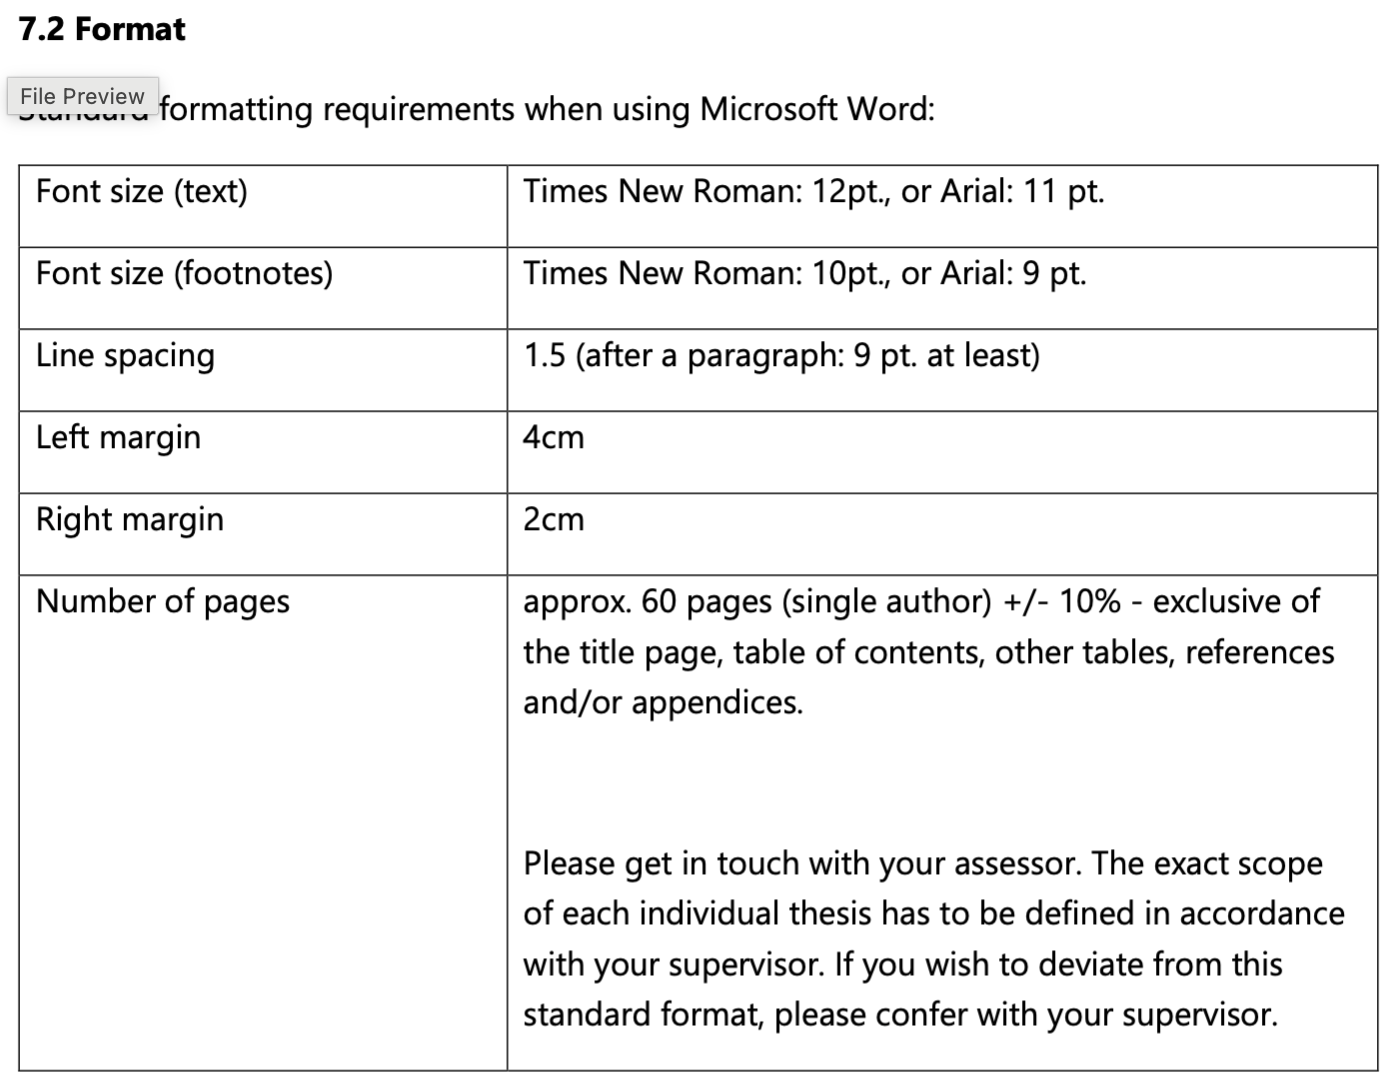 7.2 Format
File Preview
formatting requirements when using Microsoft Word:
Font size (text)
Times New Roman: 12pt., or Arial: 11 pt.
Font size (footnotes)
Times New Roman: 10pt., or Arial: 9 pt.
Line spacing
1.5 (after a paragraph: 9 pt. at least)
Left margin
4cm
Right margin
2cm
Number of pages
approx. 60 pages (single author) +/- 10% - exclusive of
the title page, table of contents, other tables, references
and/or appendices.
Please get in touch with your assessor. The exact scope
of each individual thesis has to be defined in accordance
with your supervisor. If you wish to deviate from this
standard format, please confer with your supervisor.